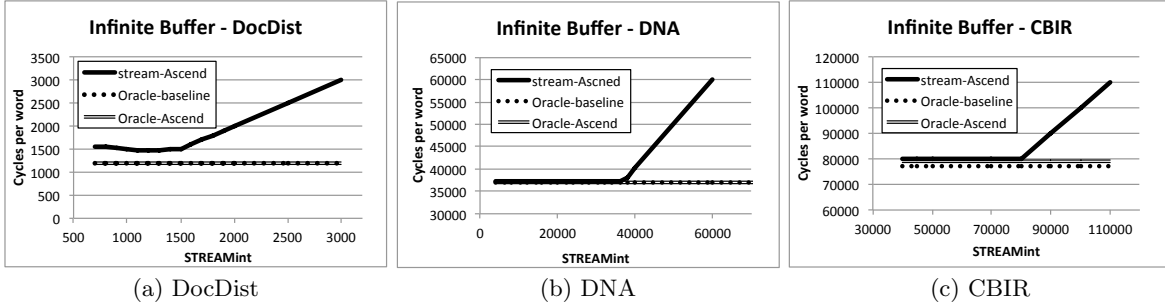 Infinite Buffer - DocDist
3500
3000
2500
2000
1500
1000
500
0
Cycles per word
stream-Ascend
Oracle-baseline
Oracle-Ascend
500 1000 1500 2000 2500 3000
STREAMint
(a) DocDist
Infinite Buffer - DNA
65000
60000
55000
50000
45000
40000
35000
30000
Cycles per word
stream-Ascned
Oracle-baseline
Oracle-Ascend
0 20000 40000 60000
STREAMint
(b) DNA
Infinite Buffer - CBIR
120000
110000
100000
90000
80000
70000
60000
Cycles per word
stream-Ascend
Oracle-baseline
Oracle-Ascend
30000 50000 70000 90000 110000
STREAMint
(c) CBIR